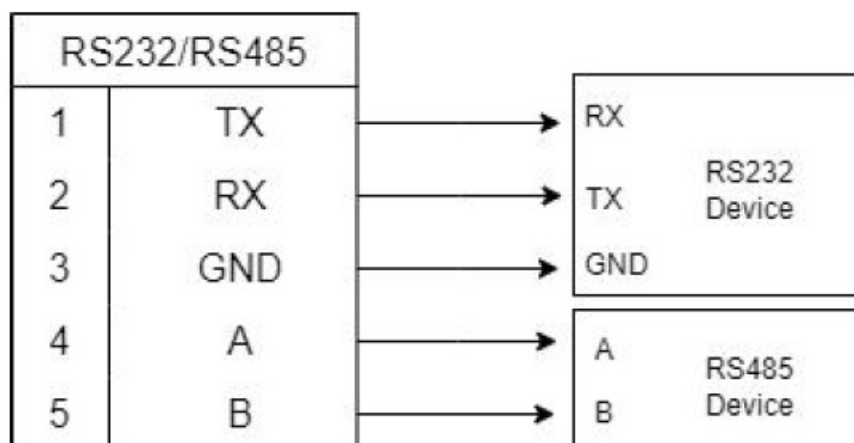 RS232/RS485
1 TX
2 RX
3 GND
4 A
5 B
RX
TX
GND
RS232
Device
A
B
RS485
Device